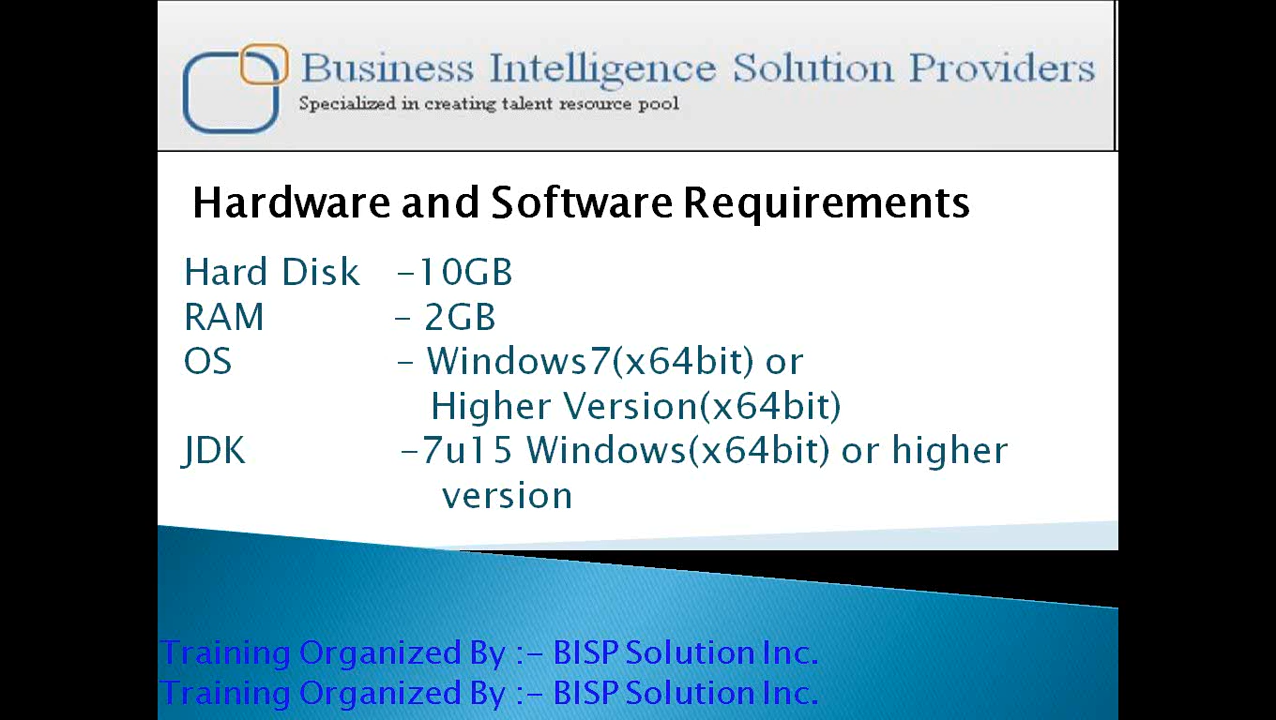 Business Intelligence Solution Providers
Specialized in creating talent resource pool
Hardware and Software Requirements
Hard Disk -10GB
RAM - 2GB
OS - Windows7(x64bit) or
Higher Version(x64bit)
JDK -7u15 Windows(x64bit) or higher
version
Training Organized By :- BISP Solution Inc.
Training Organized By :- BISP Solution Inc.